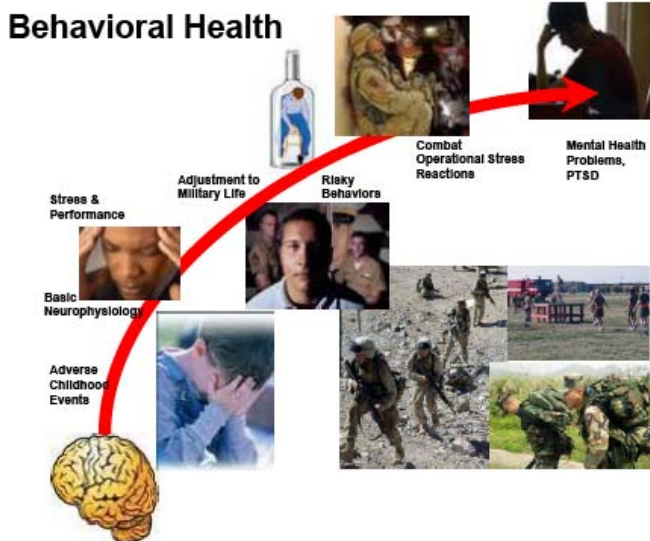 Behavioral Health
Combat
Operational Stress
Reactions
Mental Health
Problems,
PTSD
Adjustment to
Military Life
Risky
Behaviors
Stress &
Performance
Basic
Neurophysiology
Adverse
Childhood
Events